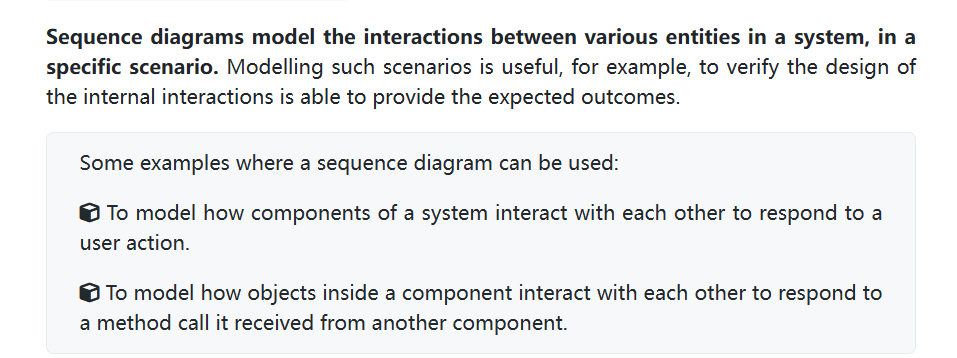 Sequence diagrams model the interactions between various entities in a system, in a
specific scenario. Modelling such scenarios is useful, for example, to verify the design of
the internal interactions is able to provide the expected outcomes.
Some examples where a sequence diagram can be used:
To model how components of a system interact with each other to respond to a
user action.
To model how objects inside a component interact with each other to respond to
a method call it received from another component.